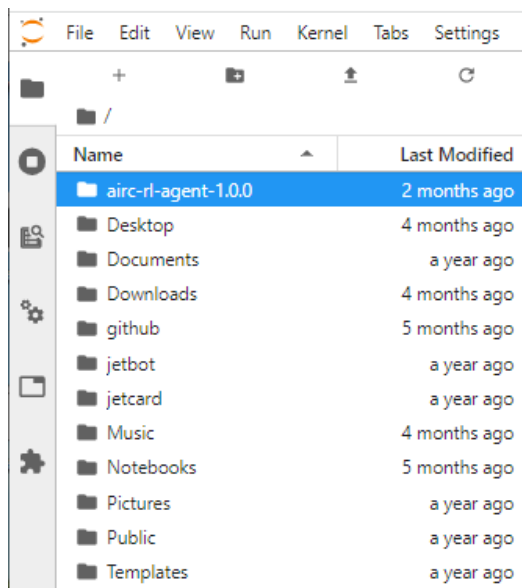 File Edit View Run Kernel Tabs Settings
/
Name Last Modified
airc-rl-agent-1.0.0 2 months ago
Desktop 4 months ago
Documents a year ago
Downloads 4 months ago
github 5 months ago
jetbot a year ago
jetcard a year ago
Music 4 months ago
Notebooks 5 months ago
Pictures a year ago
Public a year ago
Templates a year ago